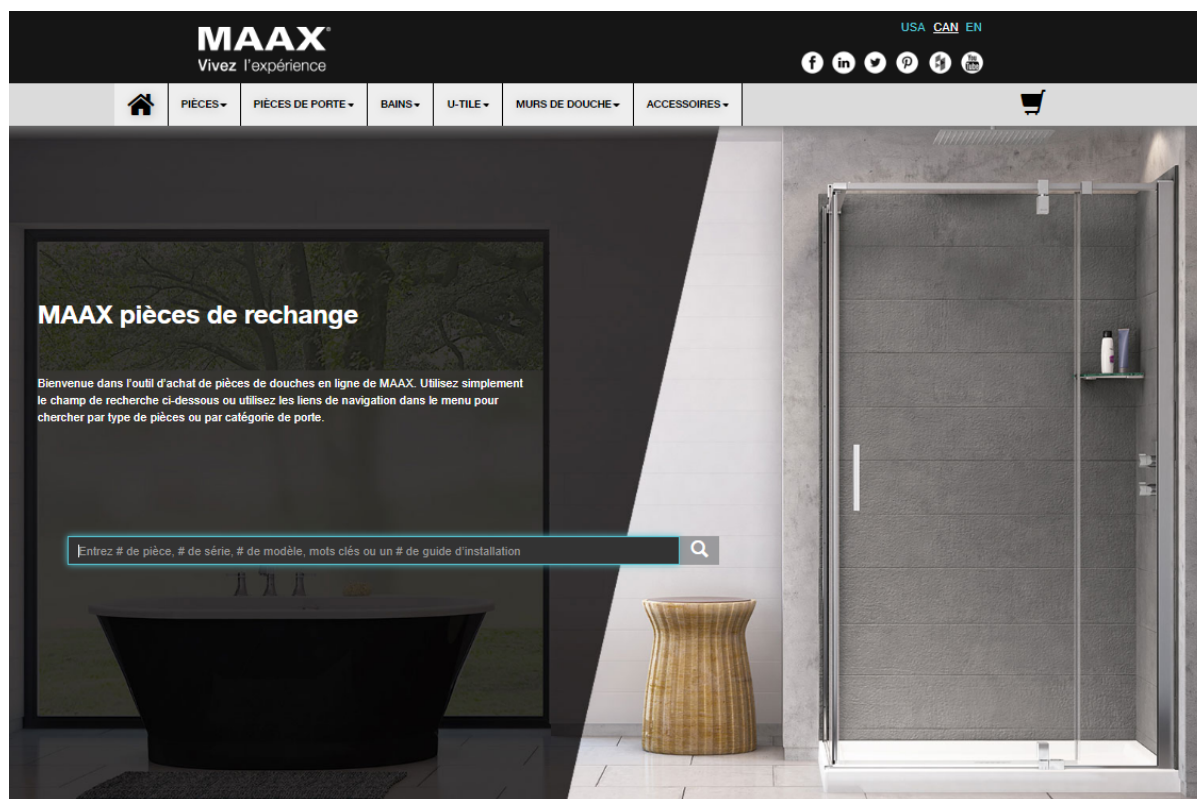 MAAX®
Vivez l'expérience
USA CAN EN
PIÈCES
PIÈCES DE PORTE
BAINS
U-TILE
MURS DE DOUCHE
ACCESSOIRES
MAAX pièces de rechange
Bienvenue dans l'outil d'achat de pièces de douches en ligne de MAAX. Utilisez simplement
le champ de recherche ci-dessous ou utilisez les liens de navigation dans le menu pour
chercher par type de pièces ou par catégorie de porte.
Entrez # de pièce, # de série, # de modèle, mots clés ou un # de guide d'installation